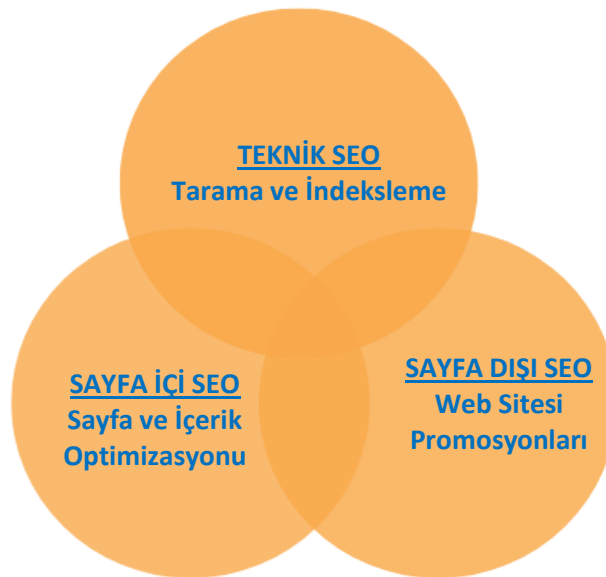 TEKNİK SEO
Tarama ve İndeksleme
SAYFA İÇİ SEO
Sayfa ve İçerik
Optimizasyonu
SAYFA DIŞI SEO
Web Sitesi
Promosyonları